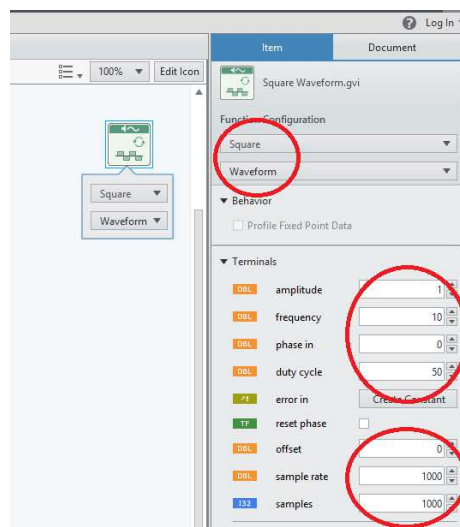 Log In
Item Document
100% Edit Icon
Square Waveform.gvi
Function Configuration
Square
Waveform
Square
Waveform
Behavior
Profile Fixed Point Data
Terminals
DBL amplitude 1
DBL frequency 10
DBL phase in 0
DBL duty cycle 50
error in Create Constant
TF reset phase
DBL offset 0
DBL sample rate 1000
I32 samples 1000